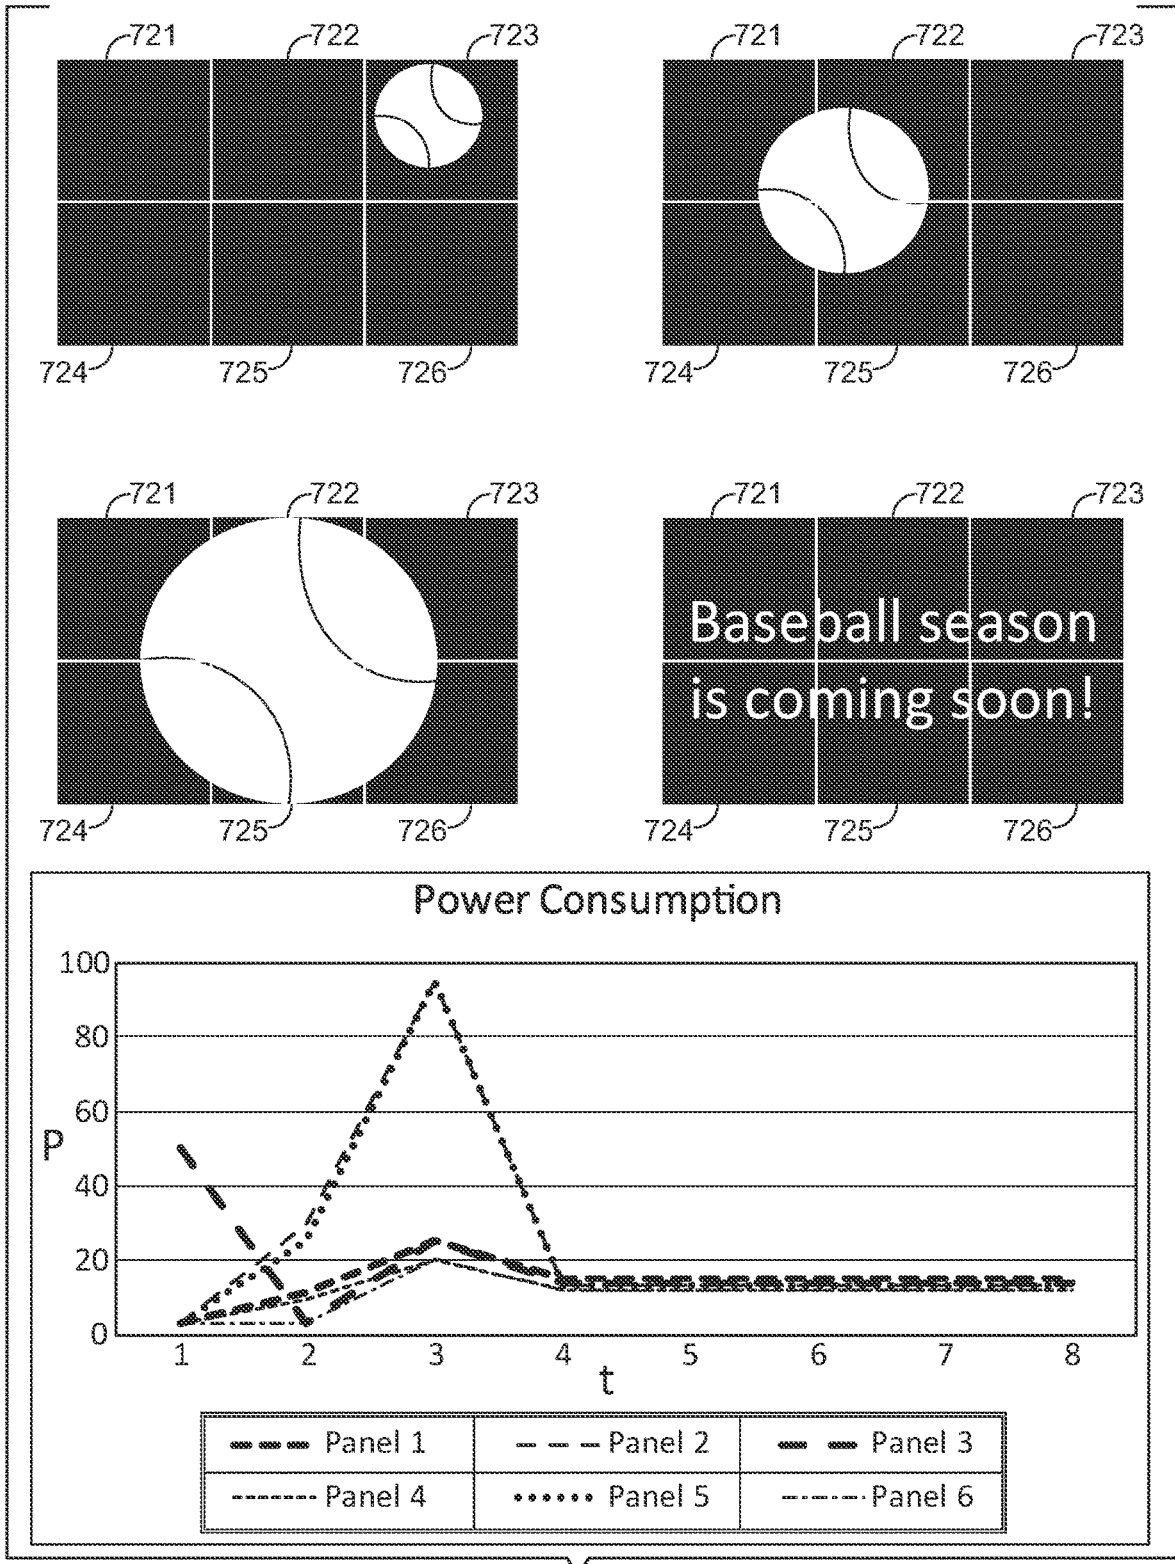 721 722 723
724 725 726
721 722 723
724 725 726
721 722 723
724 725 726
721 722 723
Baseball season
is coming soon!
724 725 726
Power Consumption
100
80
60
40
20
0
P
1 2 3 4 5 6 7 8
t
Panel 1 Panel 2 Panel 3
Panel 4 Panel 5 Panel 6